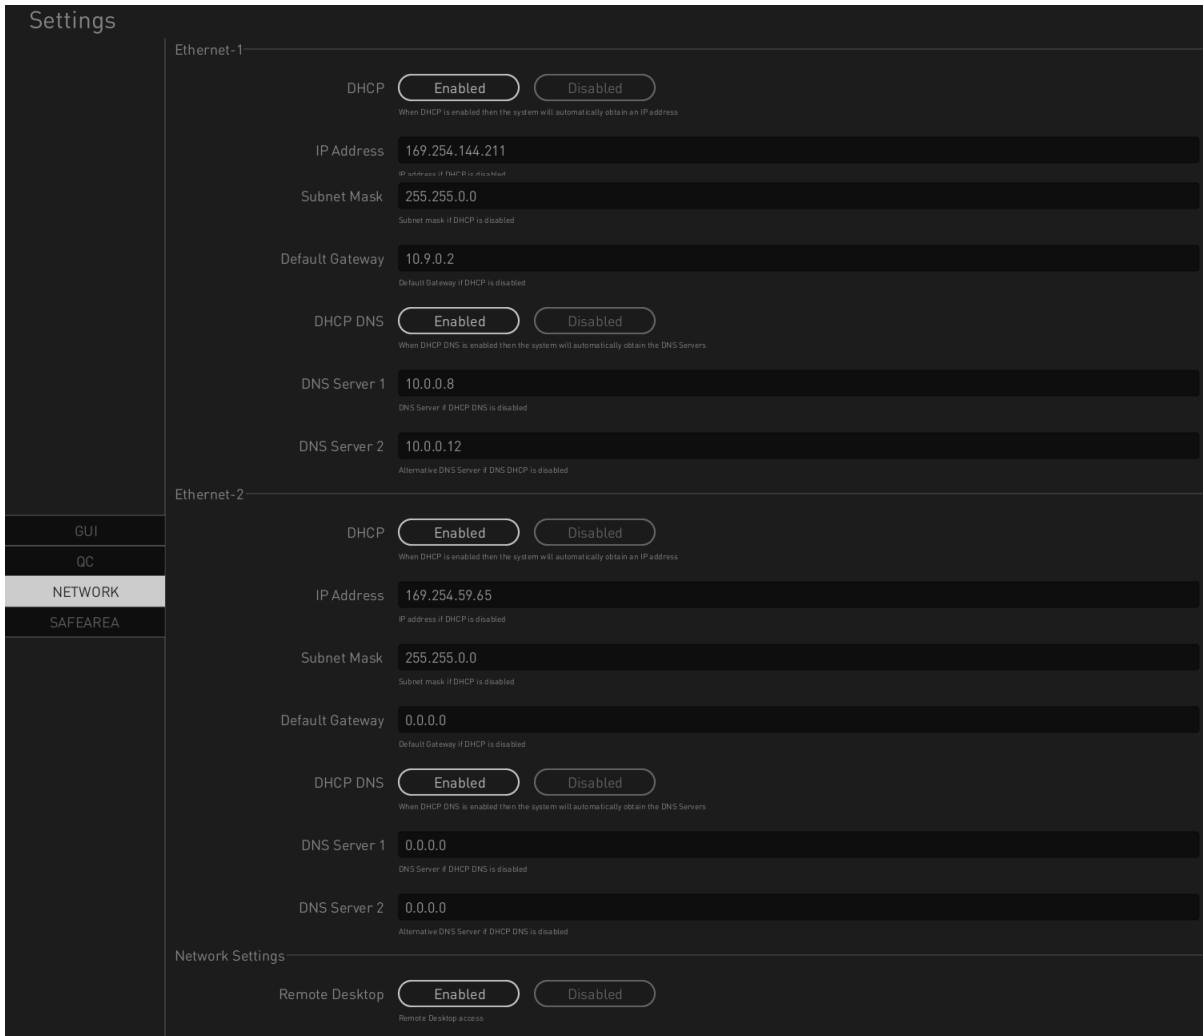 Settings
Ethernet-1
DHCP Enabled Disabled
When DHCP is enabled then the system will automatically obtain an IP address
IP Address 169.254.144.211
IP address if DHCP is disabled
Subnet Mask 255.255.0.0
Subnet mask if DHCP is disabled
Default Gateway 10.9.0.2
Default Gateway if DHCP is disabled
DHCP DNS Enabled Disabled
When DHCP DNS is enabled then the system will automatically obtain the DNS Servers
DNS Server 1 10.0.0.8
DNS Server if DHCP DNS is disabled
DNS Server 2 10.0.0.12
Alternative DNS Server if DNS DHCP is disabled
Ethernet-2
GUI
QC
NETWORK
SAFEAREA
DHCP Enabled Disabled
When DHCP is enabled then the system will automatically obtain an IP address
IP Address 169.254.59.65
IP address if DHCP is disabled
Subnet Mask 255.255.0.0
Subnet mask if DHCP is disabled
Default Gateway 0.0.0.0
Default Gateway if DHCP is disabled
DHCP DNS Enabled Disabled
When DHCP DNS is enabled then the system will automatically obtain the DNS Servers
DNS Server 1 0.0.0.0
DNS Server if DHCP DNS is disabled
DNS Server 2 0.0.0.0
Alternative DNS Server if DHCP DNS is disabled
Network Settings
Remote Desktop Enabled Disabled
Remote Desktop access